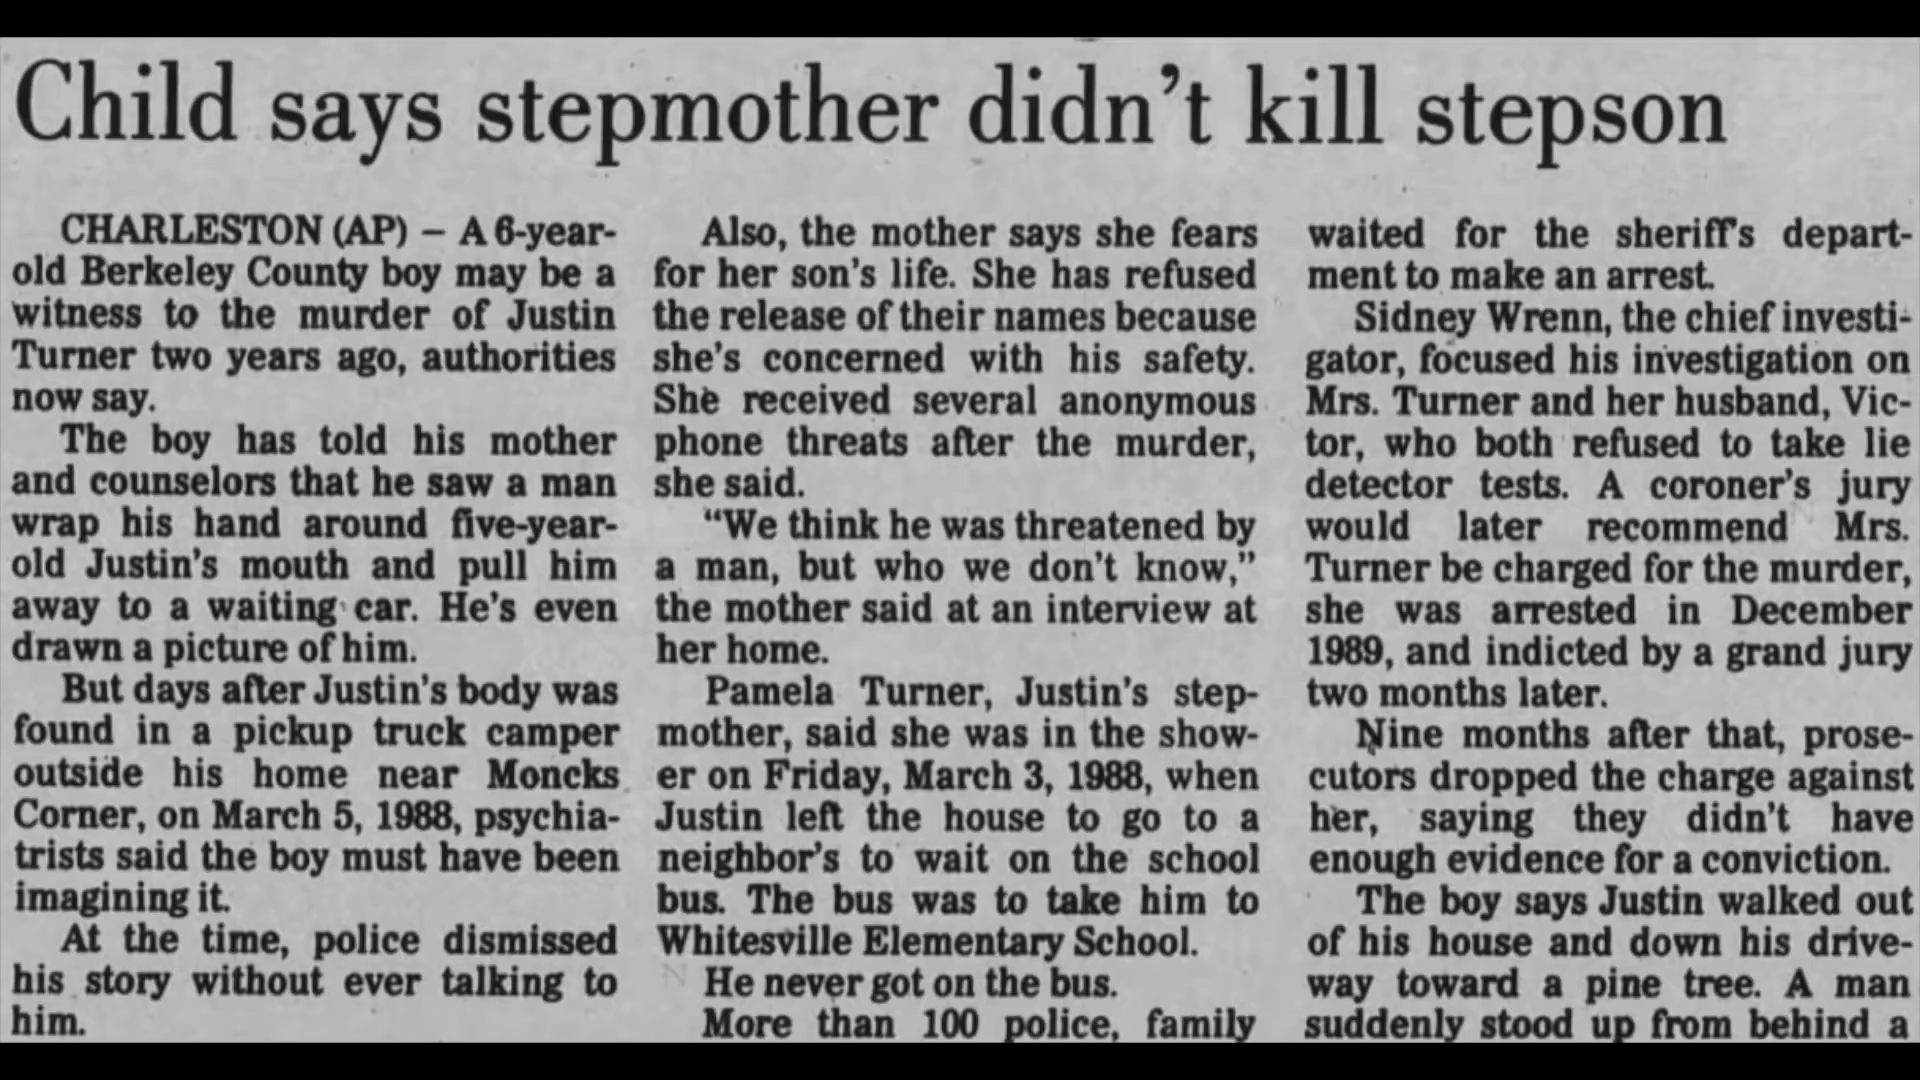 Child says stepmother didn't kill stepson
CHARLESTON (AP) – A 6-year-
old Berkeley County boy may be a
witness to the murder of Justin
Turner two years ago, authorities
now say.
The boy has told his mother
and counselors that he saw a man
wrap his hand around five-year-
old Justin's mouth and pull him
away to a waiting car. He's even
drawn a picture of him.
But days after Justin's body was
found in a pickup truck camper
outside his home near Moncks
Corner, on March 5, 1988, psychia-
trists said the boy must have been
imagining it.
At the time, police dismissed
his story without ever talking to
him.
Also, the mother says she fears
for her son's life. She has refused
the release of their names because
she's concerned with his safety.
She received several anonymous
phone threats after the murder,
she said.
“We think he was threatened by
a man, but who we don't know,”
the mother said at an interview at
her home.
Pamela Turner, Justin's step-
mother, said she was in the show-
er on Friday, March 3, 1988, when
Justin left the house to go to a
neighbor's to wait on the school
bus. The bus was to take him to
Whitesville Elementary School.
He never got on the bus.
More than 100 police, family
waited for the sheriff's depart-
ment to make an arrest.
Sidney Wrenn, the chief investi-
gator, focused his investigation on
Mrs. Turner and her husband, Vic-
tor, who both refused to take lie
detector tests. A coroner's jury
would later recommend Mrs.
Turner be charged for the murder,
she was arrested in December
1989, and indicted by a grand jury
two months later.
Nine months after that, prose-
cutors dropped the charge against
her, saying they didn't have
enough evidence for a conviction.
The boy says Justin walked out
of his house and down his drive-
way toward a pine tree. A man
suddenly stood up from behind a